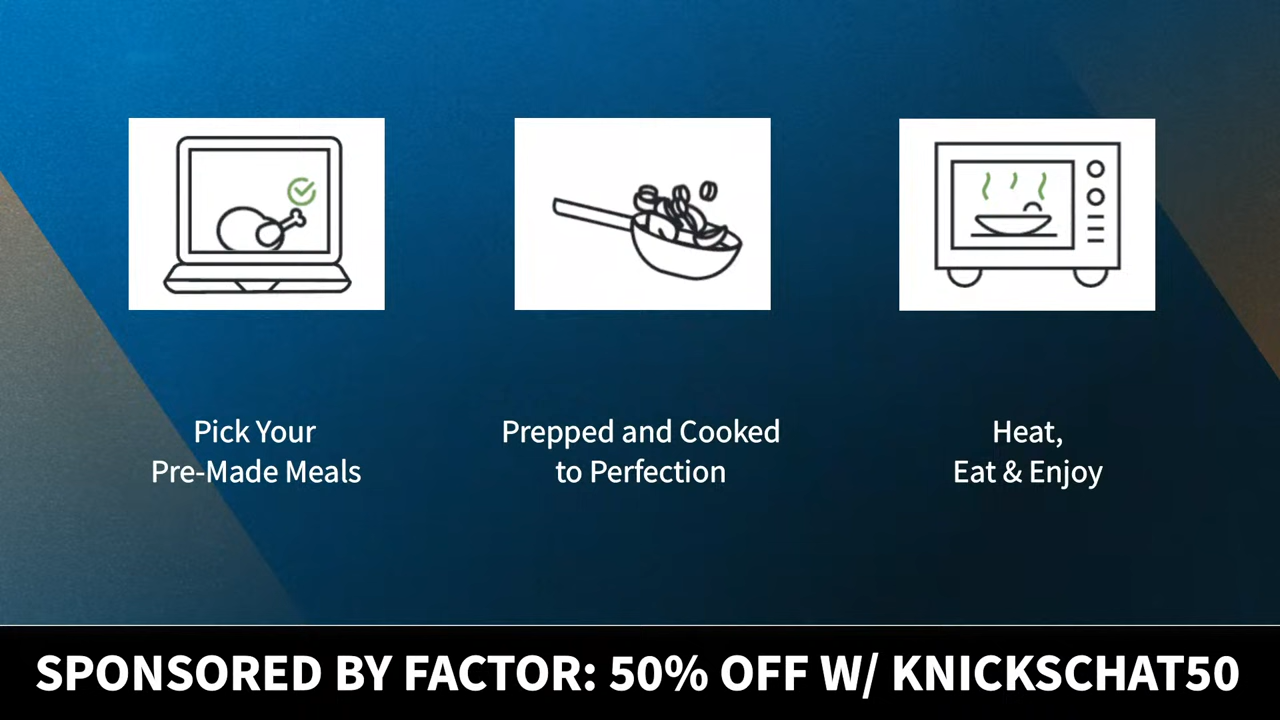 Pick Your
Pre-Made Meals
Prepped and Cooked
to Perfection
Heat,
Eat & Enjoy
SPONSORED BY FACTOR: 50% OFF W/ KNICKSCHAT50